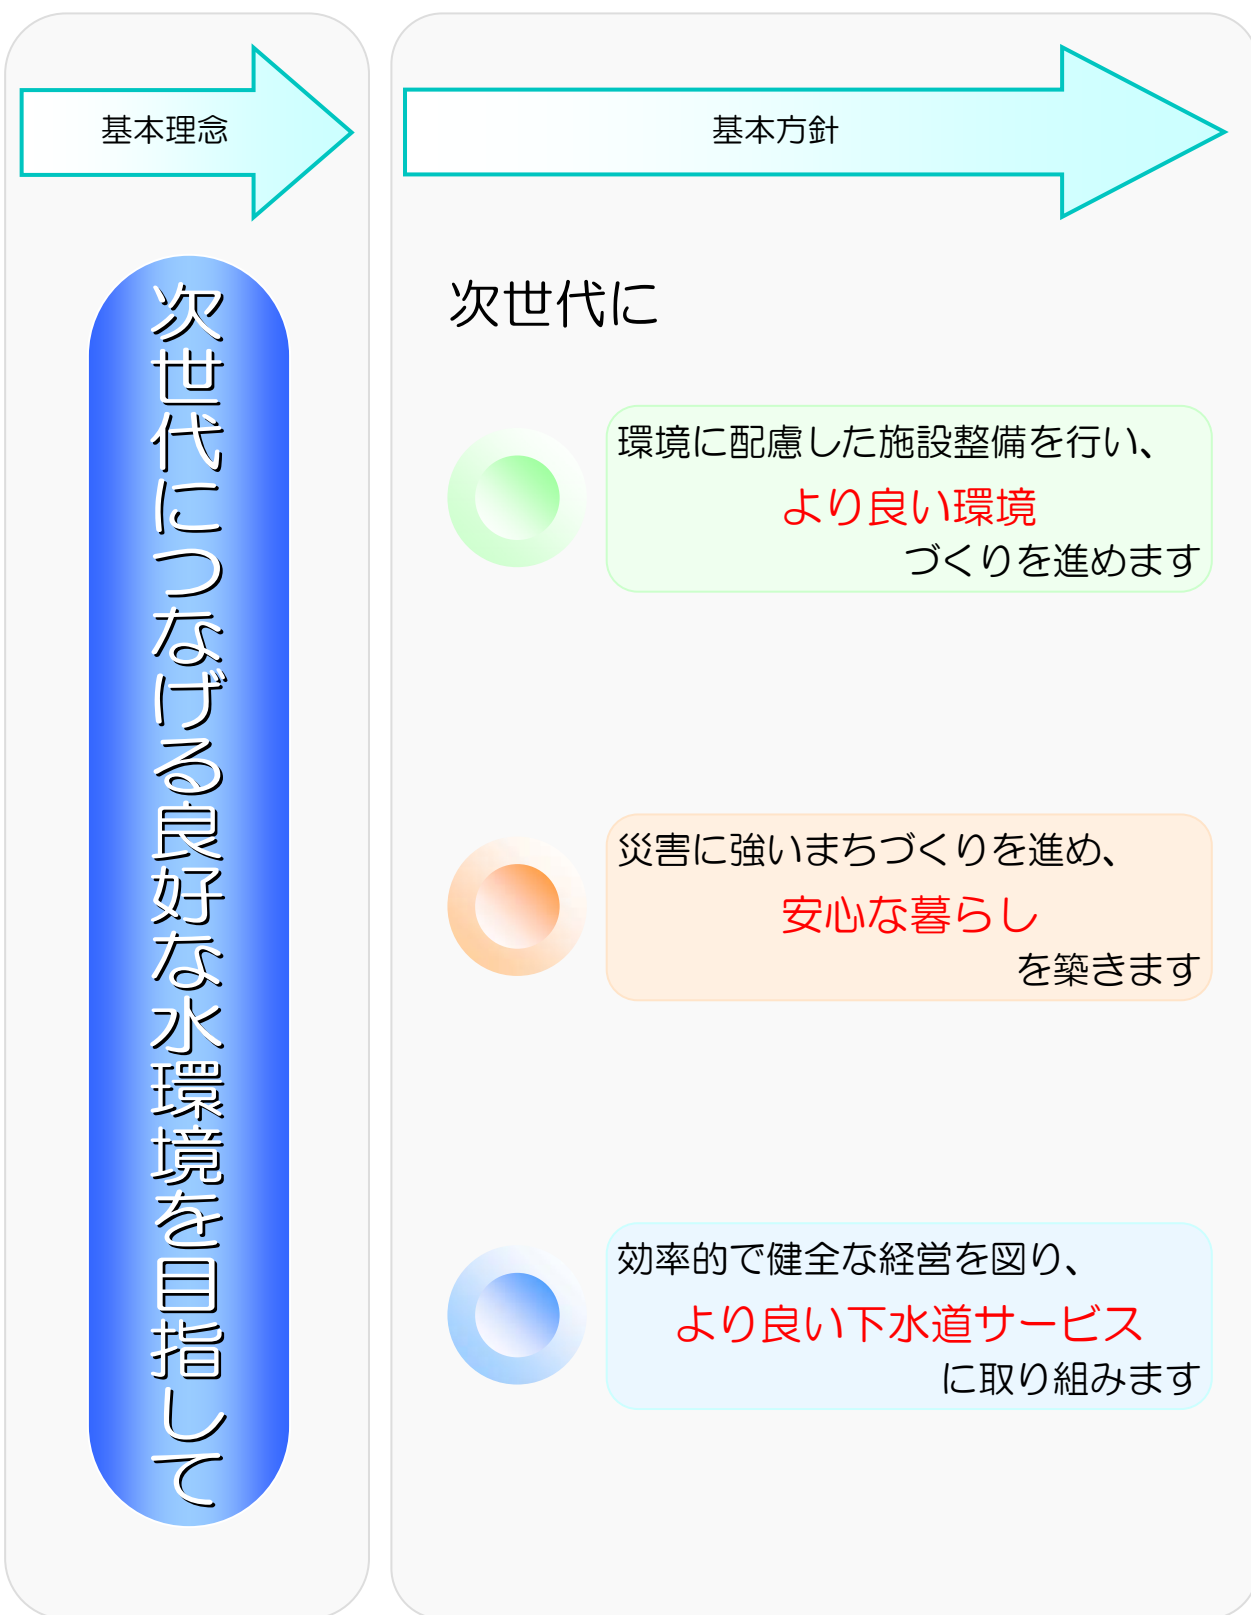 基本理念
次世代につなげる良好な水環境を目指して
基本方針
次世代に
環境に配慮した施設整備を行い、
より良い環境
づくりを進めます
災害に強いまちづくりを進め、
安心な暮らし
を築きます
効率的で健全な経営を図り、
より良い下水道サービス
に取り組みます